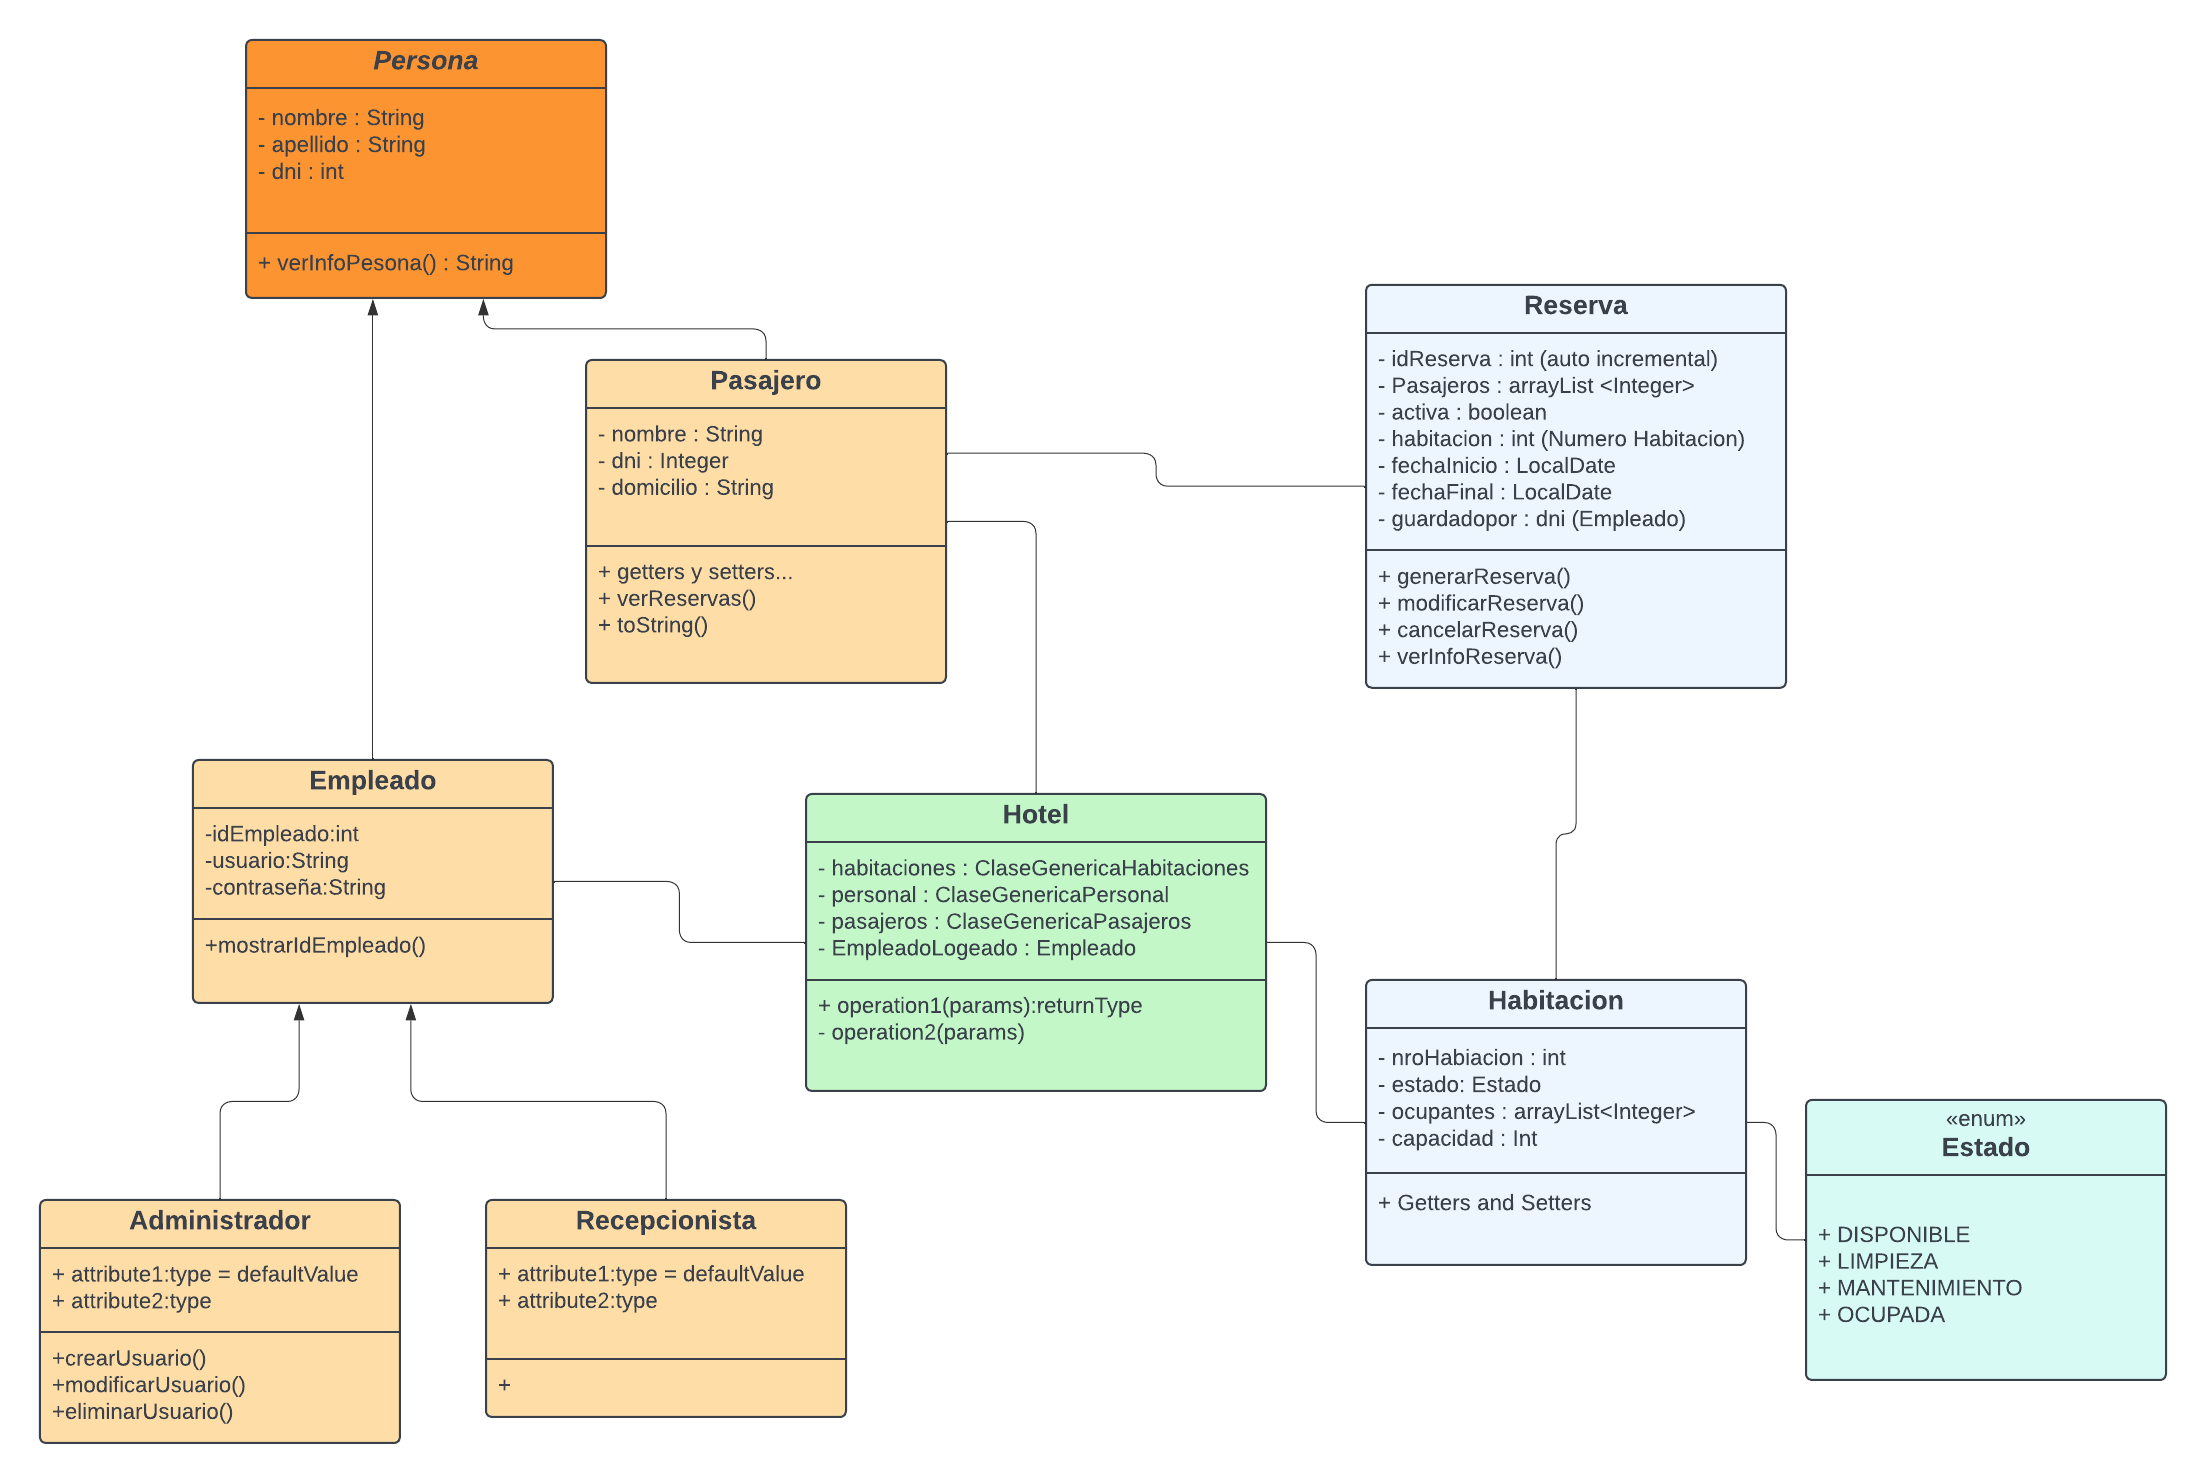 Persona
- nombre : String
- apellido : String
- dni : int
+ verInfoPesona() : String
Pasajero
- nombre : String
- dni : Integer
- domicilio : String
+ getters y setters...
+ verReservas()
+ toString()
Reserva
- idReserva : int (auto incremental)
- Pasajeros : arrayList <Integer>
- activa : boolean
- habitacion : int (Numero Habitacion)
- fechaInicio : LocalDate
- fechaFinal : LocalDate
- guardadopor : dni (Empleado)
+ generarReserva()
+ modificarReserva()
+ cancelarReserva()
+ verInfoReserva()
Empleado
-idEmpleado:int
-usuario:String
-contraseña:String
+mostrarIdEmpleado()
Hotel
- habitaciones : ClaseGenericaHabitaciones
- personal : ClaseGenericaPersonal
- pasajeros : ClaseGenericaPasajeros
- EmpleadoLogeado : Empleado
+ operation1(params):returnType
- operation2(params)
Habitacion
- nroHabiacion : int
- estado: Estado
- ocupantes : arrayList<Integer>
- capacidad : Int
+ Getters and Setters
«enum»
Estado
+ DISPONIBLE
+ LIMPIEZA
+ MANTENIMIENTO
+ OCUPADA
Administrador
+ attribute1:type = defaultValue
+ attribute2:type
+crearUsuario()
+modificarUsuario()
+eliminarUsuario()
Recepcionista
+ attribute1:type = defaultValue
+ attribute2:type
+